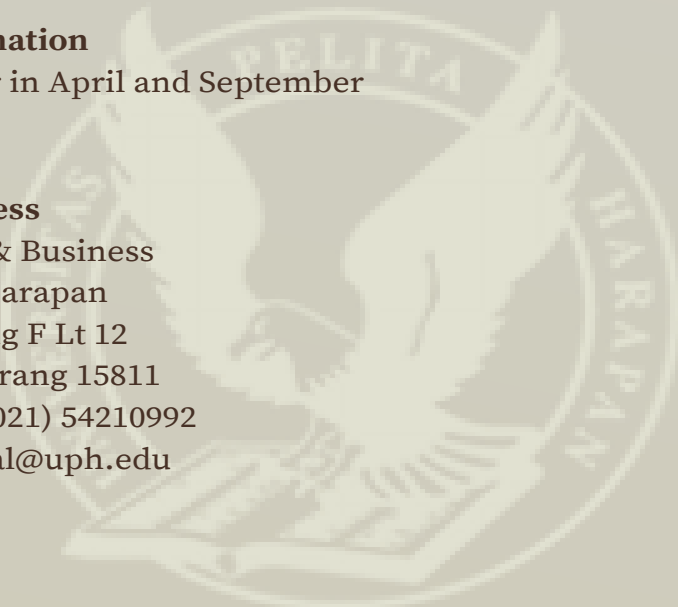 nation
r in April and September
ess
& Business
arapan
g F Lt 12
rang 15811
021) 54210992
al@uph.edu
PELITA
HARAPAN